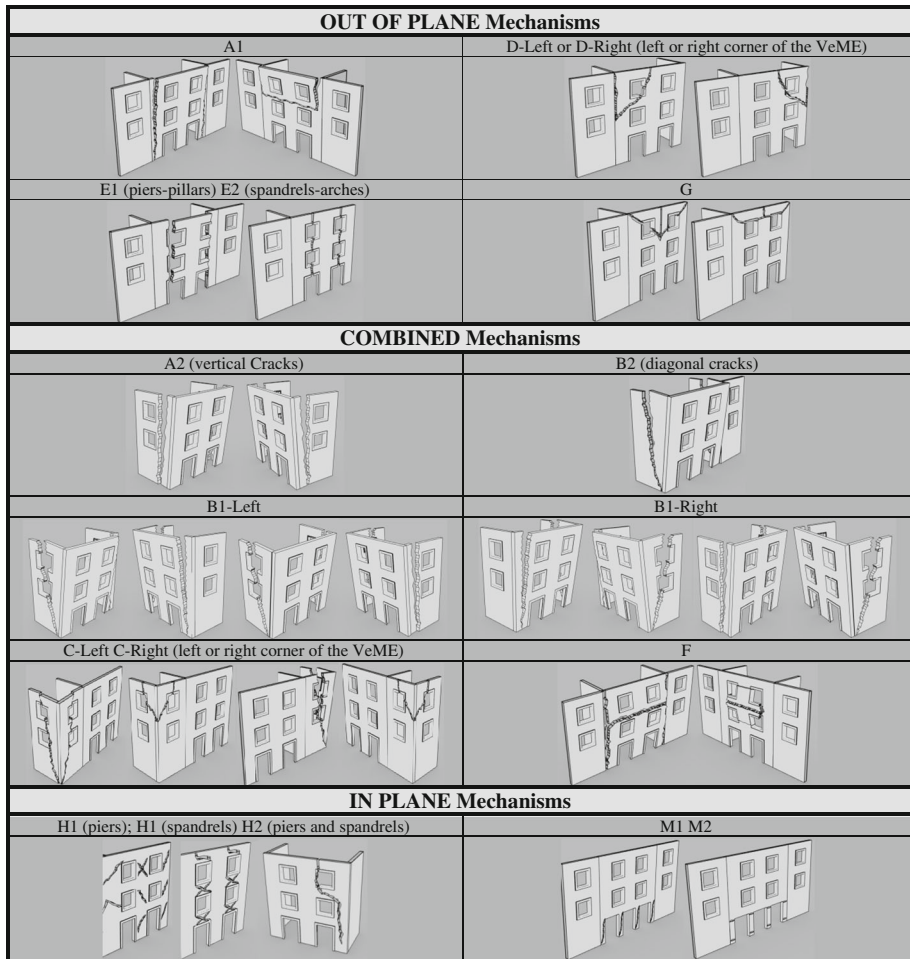 OUT OF PLANE Mechanisms
A1
D-Left or D-Right (left or right corner of the VeME)
E1 (piers-pillars) E2 (spandrels-arches)
G
COMBINED Mechanisms
A2 (vertical Cracks)
B2 (diagonal cracks)
B1-Left
B1-Right
C-Left C-Right (left or right corner of the VeME)
F
IN PLANE Mechanisms
H1 (piers); H1 (spandrels) H2 (piers and spandrels)
M1 M2